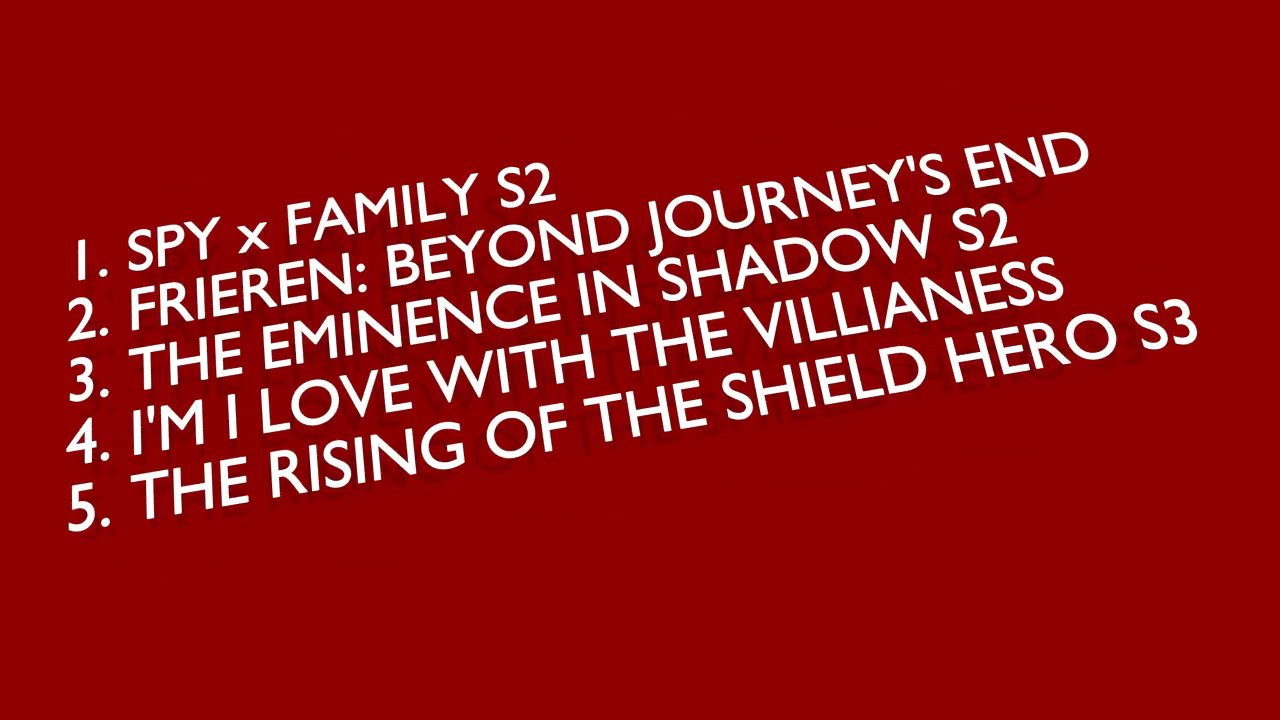 1. SPY x FAMILY S2
2. FRIEREN: BEYOND JOURNEY'S END
3. THE EMINENCE IN SHADOW S2
4. I'M I LOVE WITH THE VILLIANESS
5. THE RISING OF THE SHIELD HERO S3